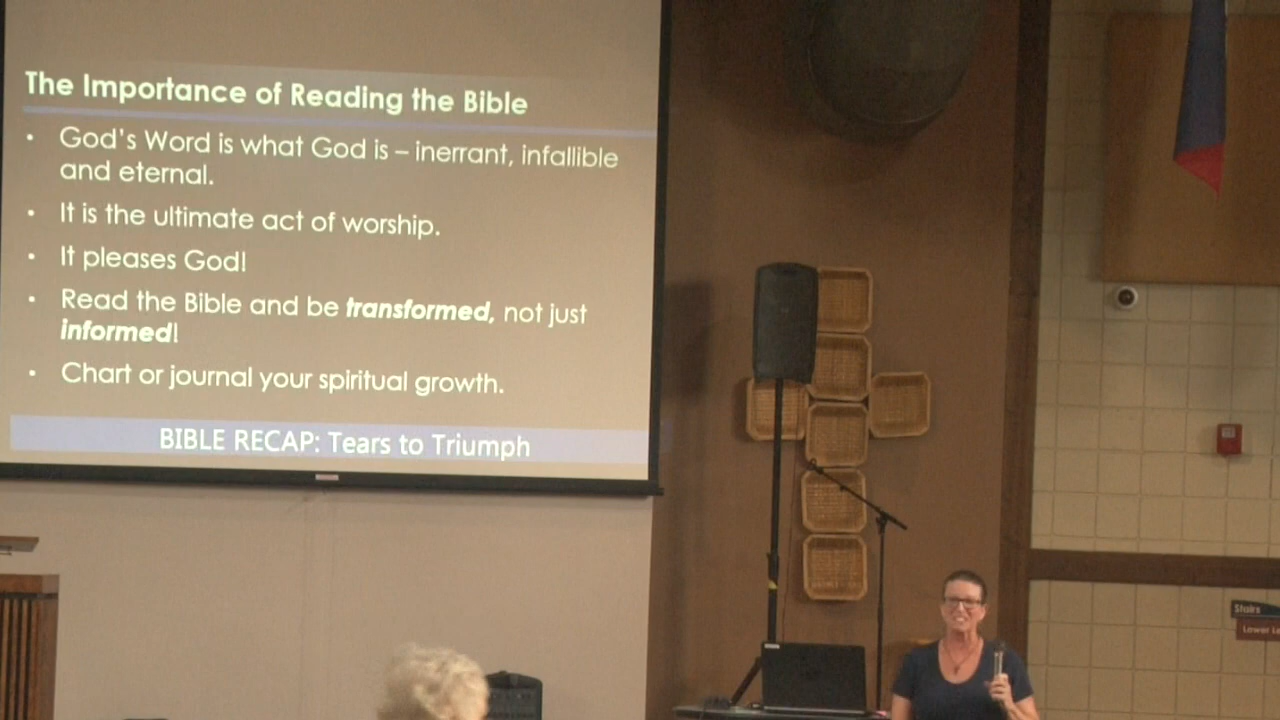 The Importance of Reading the Bible
• God's Word is what God is – inerrant, infallible
and eternal.
• It is the ultimate act of worship.
• It pleases God!
• Read the Bible and be transformed, not just
informed!
• Chart or journal your spiritual growth.
BIBLE RECAP: Tears to Triumph
Stairs
Lower